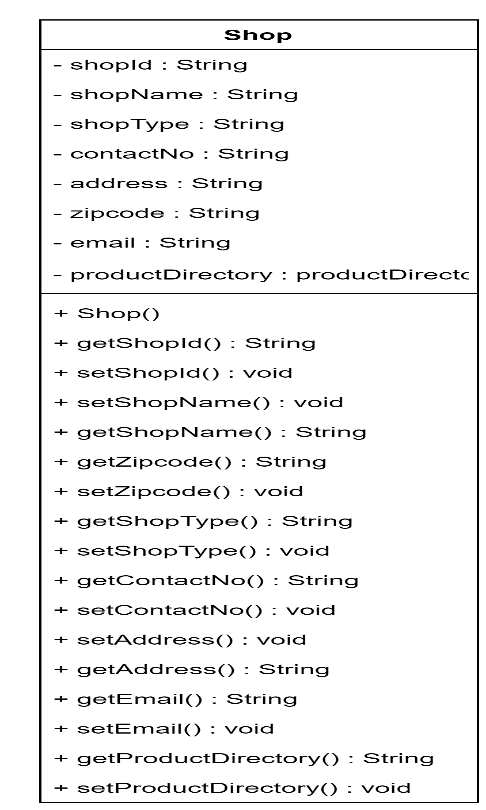 Shop
- shopId : String
- shopName : String
- shopType : String
- contactNo : String
- address : String
- zipcode : String
- email : String
- productDirectory : productDirectc
+ Shop()
+ getShopId() : String
+ setShopId() : void
+ setShopName() : void
+ getShopName() : String
+ getZipcode() : String
+ setZipcode() : void
+ getShopType() : String
+ setShopType() : void
+ getContactNo() : String
+ setContactNo() : void
+ setAddress() : void
+ getAddress() : String
+ getEmail() : String
+ setEmail() : void
+ getProductDirectory() : String
+ setProductDirectory() : void